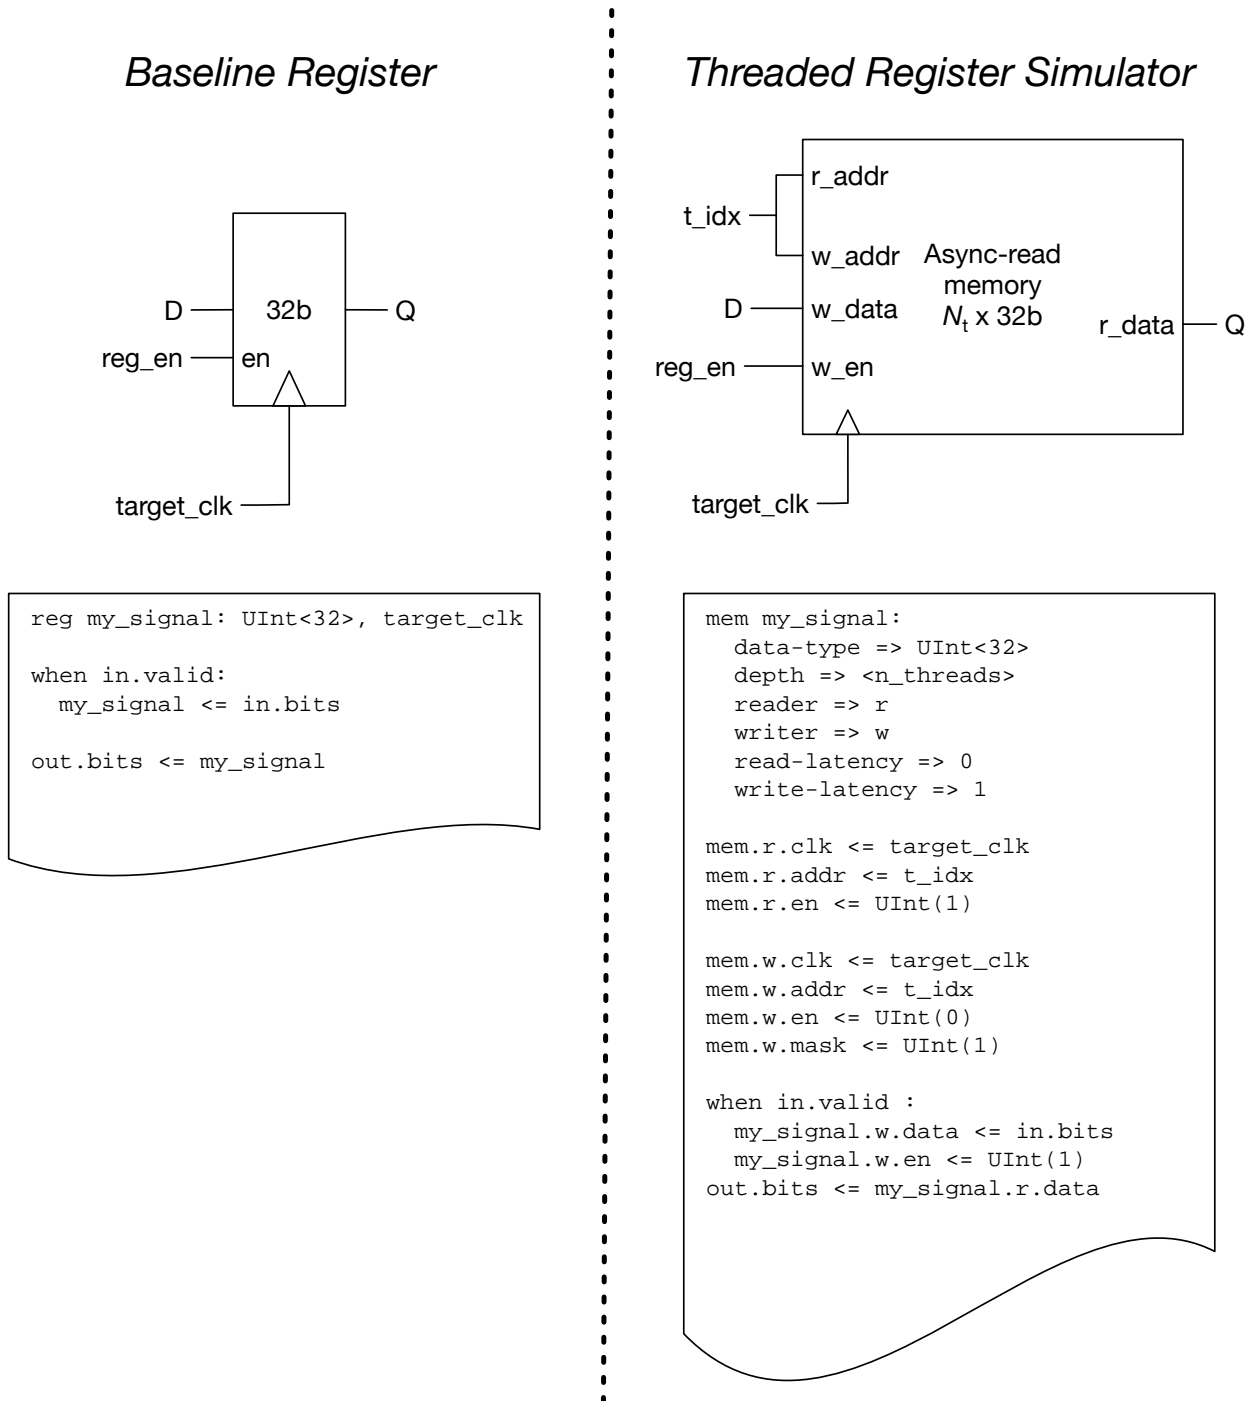 Baseline Register
32b
D
Q
reg_en
en
target_clk
reg my_signal: UInt<32>, target_clk
when in.valid:
my_signal <= in.bits
out.bits <= my_signal
Threaded Register Simulator
r_addr
t_idx
w_addr
Async-read
memory
Nt x 32b
D
w_data
r_data
Q
reg_en
w_en
target_clk
mem my_signal:
data-type => UInt<32>
depth => <n_threads>
reader => r
writer => w
read-latency => 0
write-latency => 1
mem.r.clk <= target_clk
mem.r.addr <= t_idx
mem.r.en <= UInt(1)
mem.w.clk <= target_clk
mem.w.addr <= t_idx
mem.w.en <= UInt(0)
mem.w.mask <= UInt(1)
when in.valid :
my_signal.w.data <= in.bits
my_signal.w.en <= UInt(1)
out.bits <= my_signal.r.data